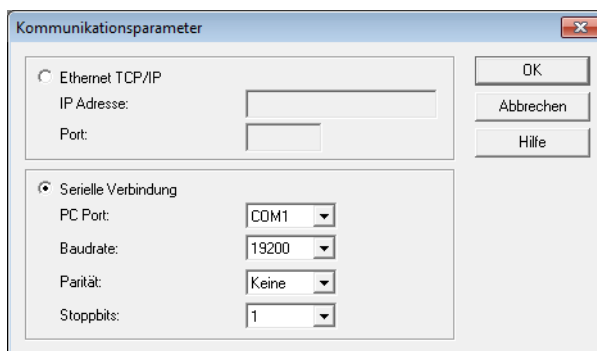 Kommunikationsparameter
Ethernet TCP/IP
IP Adresse:
Port:
OK
Abbrechen
Hilfe
Serielle Verbindung
PC Port: COM1
Baudrate: 19200
Parität: Keine
Stoppbits: 1